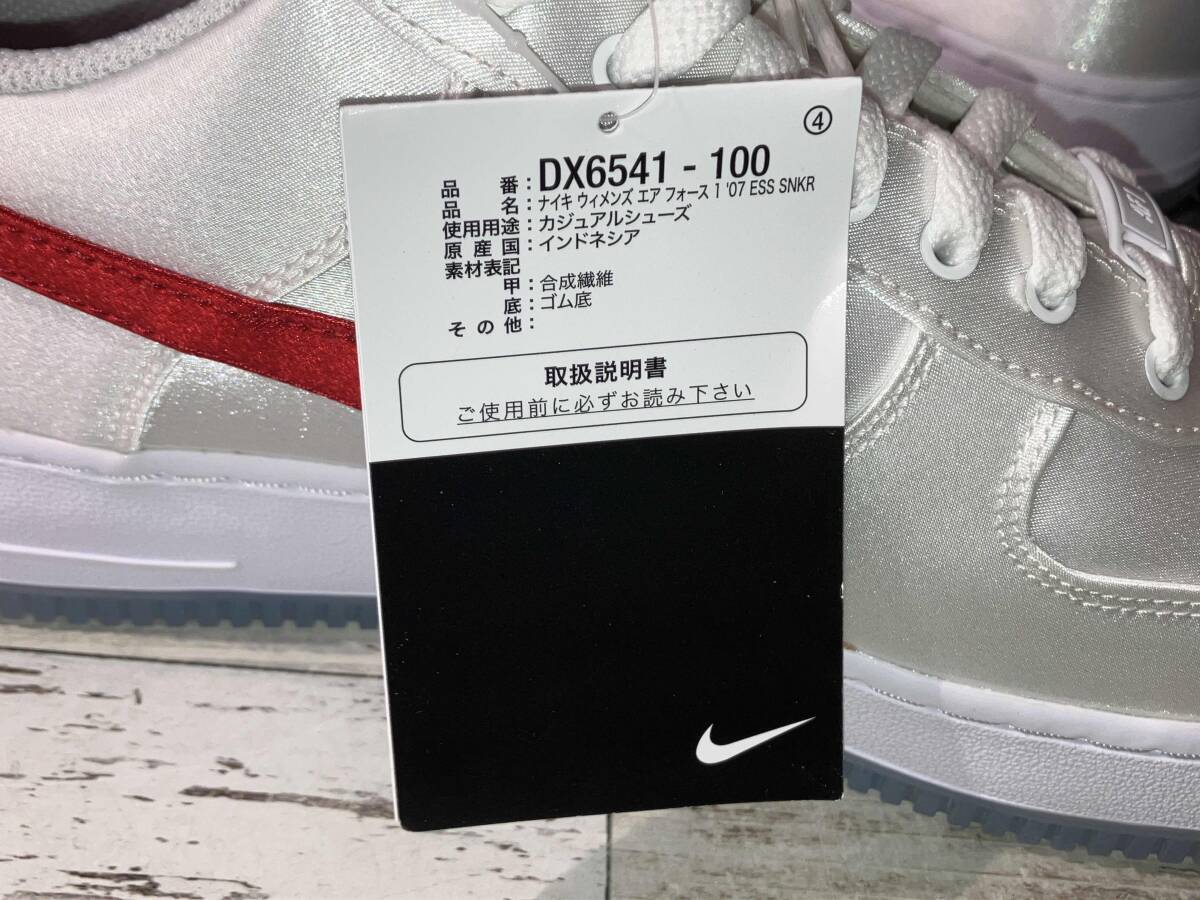 ④
品番：DX6541 - 100
品名：ナイキ ウィメンズ エア フォース 1 '07 ESS SNKR
使用用途：カジュアルシューズ
原産国：インドネシア
素材表記
甲：合成繊維
底：ゴム底
その他：
取扱説明書
ご使用前に必ずお読み下さい